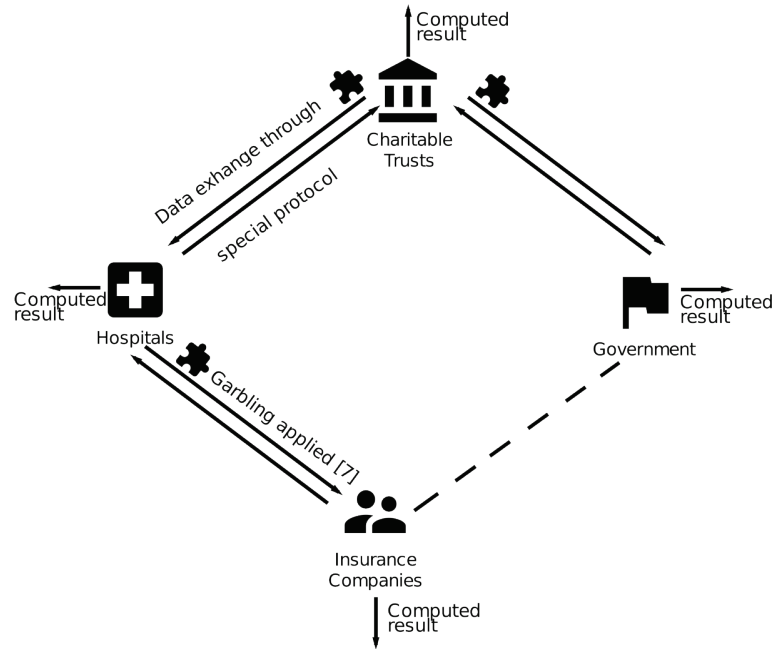 Computed
result
Charitable
Trusts
Data exhange through
special protocol
Computed
result
Hospitals
Computed
result
Government
Garbling applied [7]
Insurance
Companies
Computed
result